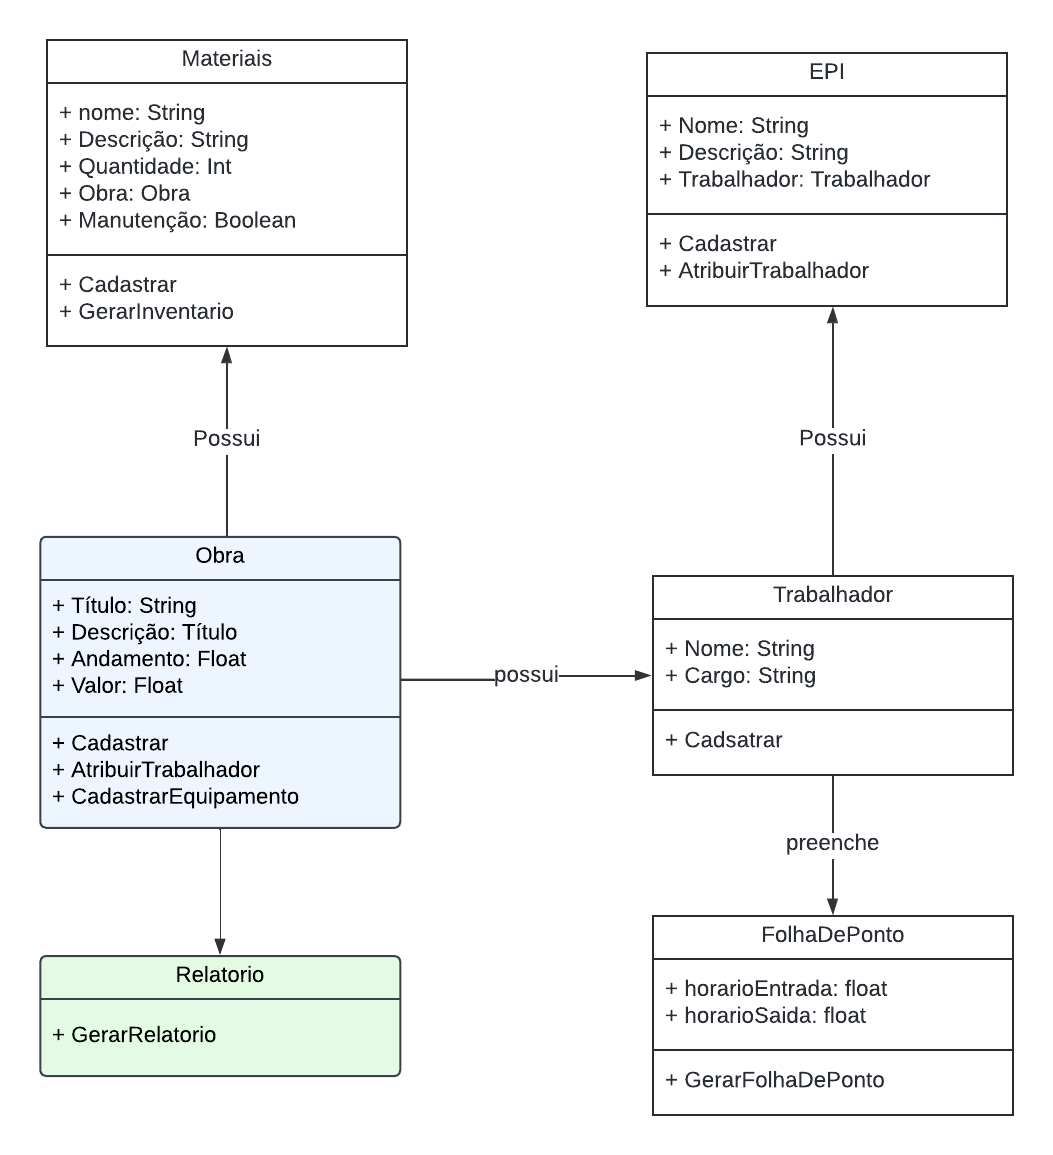 Materiais
+ nome: String
+ Descrição: String
+ Quantidade: Int
+ Obra: Obra
+ Manutenção: Boolean
+ Cadastrar
+ GerarInventario
EPI
+ Nome: String
+ Descrição: String
+ Trabalhador: Trabalhador
+ Cadastrar
+ AtribuirTrabalhador
Possui
Possui
Obra
+ Título: String
+ Descrição: Título
+ Andamento: Float
+ Valor: Float
+ Cadastrar
+ AtribuirTrabalhador
+ CadastrarEquipamento
possui
Trabalhador
+ Nome: String
+ Cargo: String
+ Cadsatrar
preenche
Relatorio
+ GerarRelatorio
FolhaDePonto
+ horarioEntrada: float
+ horarioSaida: float
+ GerarFolhaDePonto